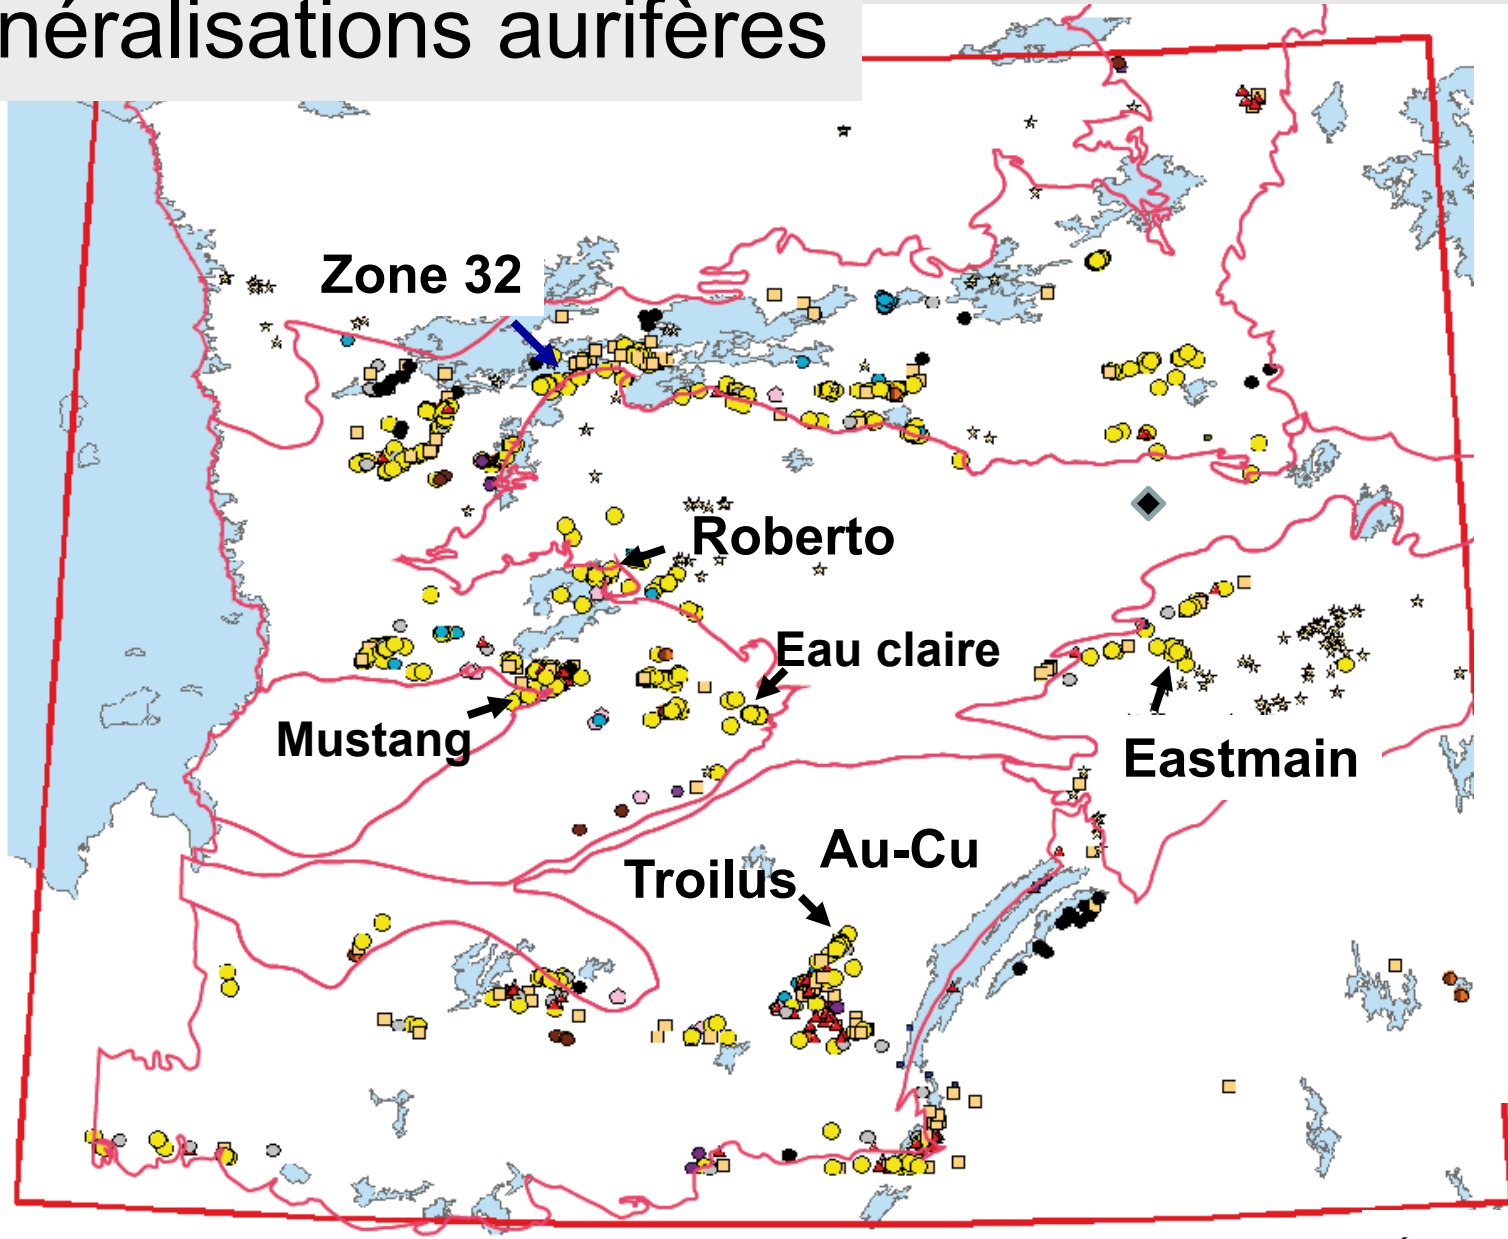 néralisations aurifères
Zone 32
Roberto
Eau claire
Mustang
Eastmain
Au-Cu
Troilus